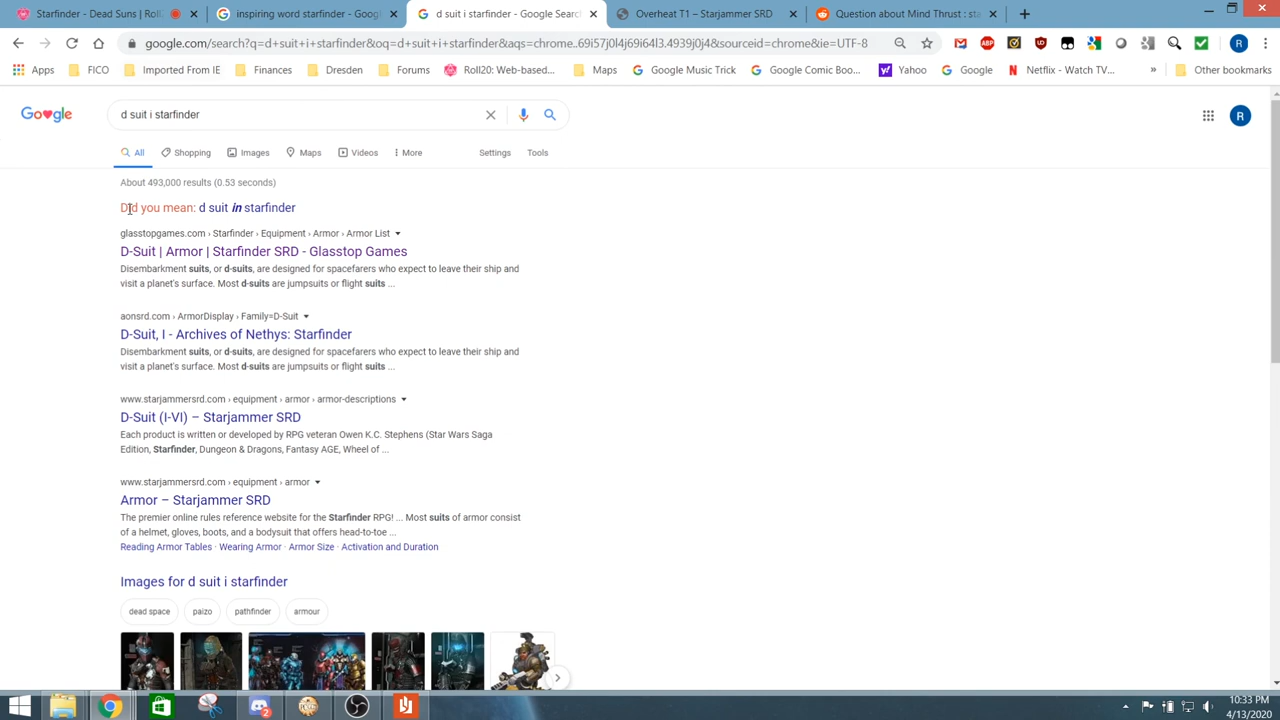 Starfinder - Dead Suns | Roll
inspiring word starfinder - Goog
d suit i starfinder - Google Searc
Overheat T1 – Starjammer SRD
Question about Mind Thrust : sta
google.com/search?q=d+suit+i+starfinder&oq=d+suit+i+starfinder&aqs=chrome..69i57j0l4j69i64l3.4939j0j4&sourceid=chrome&ie=UTF-8
ABP
R
Apps
FICO
Imported From IE
Finances
Dresden
Forums
Roll20: Web-based...
Maps
Google Music Trick
Google Comic Boo...
Yahoo
Google
Netflix - Watch TV...
»
Other bookmarks
Google
d suit i starfinder
R
All
Shopping
Images
Maps
Videos
More
Settings
Tools
About 493,000 results (0.53 seconds)
Did you mean: d suit in starfinder
glasstopgames.com › Starfinder › Equipment › Armor › Armor List
D-Suit | Armor | Starfinder SRD - Glasstop Games
Disembarkment suits, or d-suits, are designed for spacefarers who expect to leave their ship and
visit a planet's surface. Most d-suits are jumpsuits or flight suits ...
aonsrd.com › ArmorDisplay › Family=D-Suit
D-Suit, I - Archives of Nethys: Starfinder
Disembarkment suits, or d-suits, are designed for spacefarers who expect to leave their ship and
visit a planet's surface. Most d-suits are jumpsuits or flight suits ...
www.starjammersrd.com › equipment › armor › armor-descriptions
D-Suit (I-VI) – Starjammer SRD
Each product is written or developed by RPG veteran Owen K.C. Stephens (Star Wars Saga
Edition, Starfinder, Dungeon & Dragons, Fantasy AGE, Wheel of ...
www.starjammersrd.com › equipment › armor
Armor – Starjammer SRD
The premier online rules reference website for the Starfinder RPG! ... Most suits of armor consist
of a helmet, gloves, boots, and a bodysuit that offers head-to-toe ...
Reading Armor Tables · Wearing Armor · Armor Size · Activation and Duration
Images for d suit i starfinder
dead space
paizo
pathfinder
armour
2
10:33 PM
4/13/2020